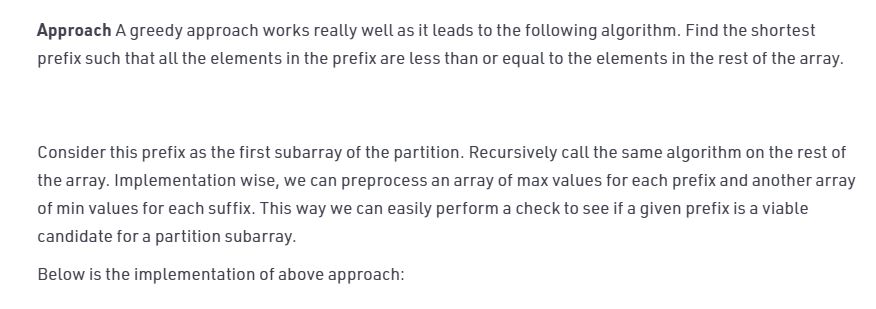 Approach A greedy approach works really well as it leads to the following algorithm. Find the shortest
prefix such that all the elements in the prefix are less than or equal to the elements in the rest of the array.
Consider this prefix as the first subarray of the partition. Recursively call the same algorithm on the rest of
the array. Implementation wise, we can preprocess an array of max values for each prefix and another array
of min values for each suffix. This way we can easily perform a check to see if a given prefix is a viable
candidate for a partition subarray.
Below is the implementation of above approach: